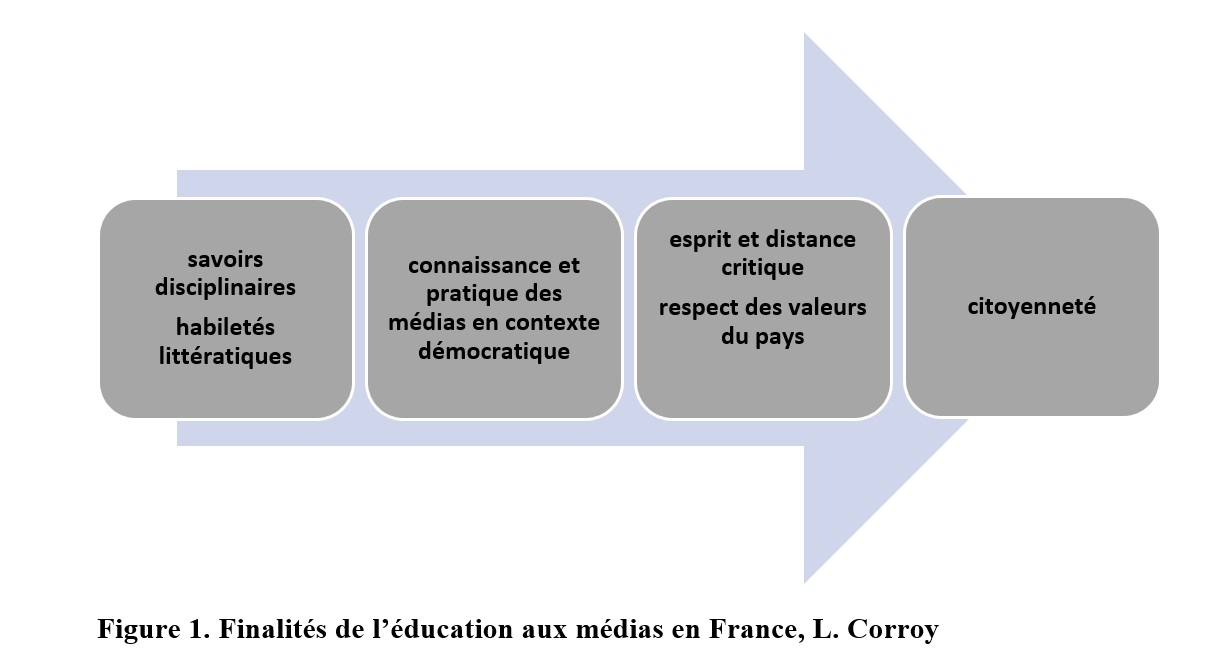 savoirs
disciplinaires
habiletés
littératiques
connaissance et
pratique des
médias en contexte
démocratique
esprit et distance
critique
respect des valeurs
du pays
citoyenneté
Figure 1. Finalités de l’éducation aux médias en France, L. Corroy